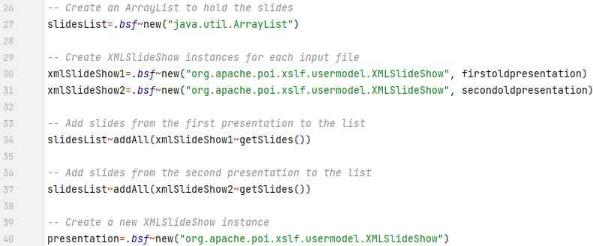 26 -- Create an ArrayList to hold the slides
27 slidesList=.bsf~new("java.util.ArrayList")
28
29 -- Create XMLSlideShow instances for each input file
30 xmlSlideShow1=.bsf~new("org.apache.poi.xslf.usermodel.XMLSlideShow", firstoldpresentation)
31 xmlSlideShow2=.bsf~new("org.apache.poi.xslf.usermodel.XMLSlideShow", secondoldpresentation)
32
33 -- Add slides from the first presentation to the list
34 slidesList~addAll(xmlSlideShow1~getSlides())
35
36 -- Add slides from the second presentation to the list
37 slidesList~addAll(xmlSlideShow2~getSlides())
38
39 -- Create a new XMLSlideShow instance
40 presentation=.bsf~new("org.apache.poi.xslf.usermodel.XMLSlideShow")